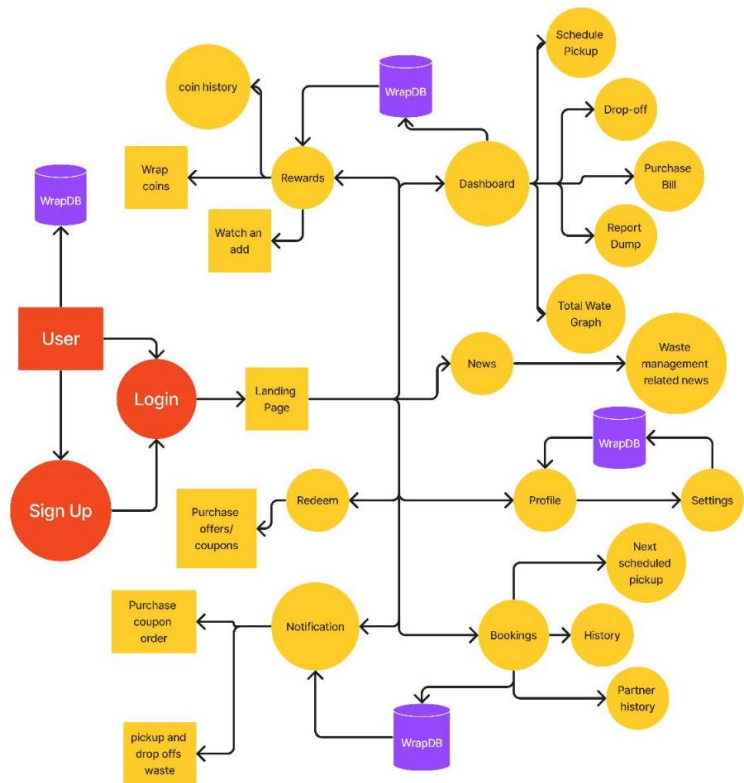 Schedule
Pickup
coin history
WrapDB
Drop-off
Wrap
coins
Rewards
Dashboard
Purchase
Bill
WrapDB
Watch an
add
Report
Dump
Total Wate
Graph
User
News
Waste
management
related news
Login
Landing
Page
WrapDB
Sign Up
Redeem
Profile
Settings
Purchase
offers/
coupons
Next
scheduled
pickup
Purchase
coupon
order
Notification
Bookings
History
Partner
history
WrapDB
pickup and
drop offs
waste